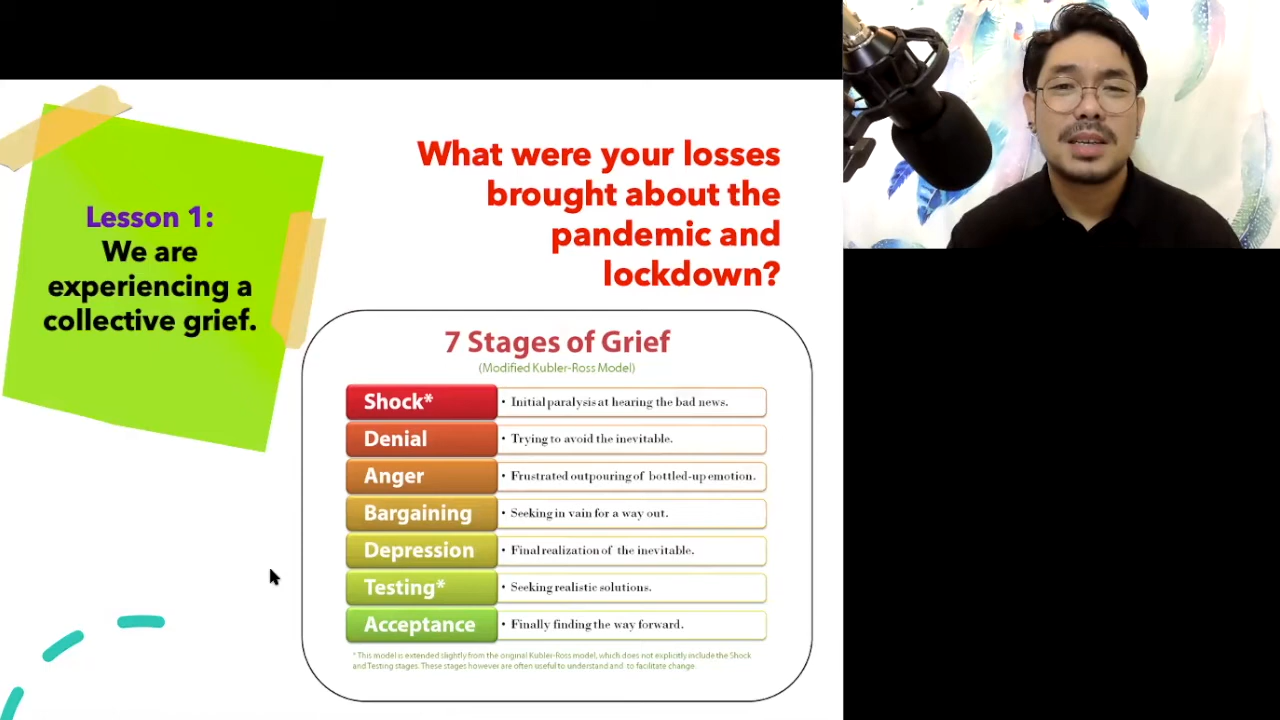 Lesson 1:
We are
experiencing a
collective grief.
What were your losses
brought about the
pandemic and
lockdown?
7 Stages of Grief
(Modified Kubler-Ross Model)
Shock* • Initial paralysis at hearing the bad news.
Denial • Trying to avoid the inevitable.
Anger • Frustrated outpouring of bottled-up emotion.
Bargaining • Seeking in vain for a way out.
Depression • Final realization of the inevitable.
Testing* • Seeking realistic solutions.
Acceptance • Finally finding the way forward.
* This model is extended slightly from the original Kubler-Ross model, which does not explicitly include the Shock
and Testing stages. These stages however are often useful to understand and to facilitate change